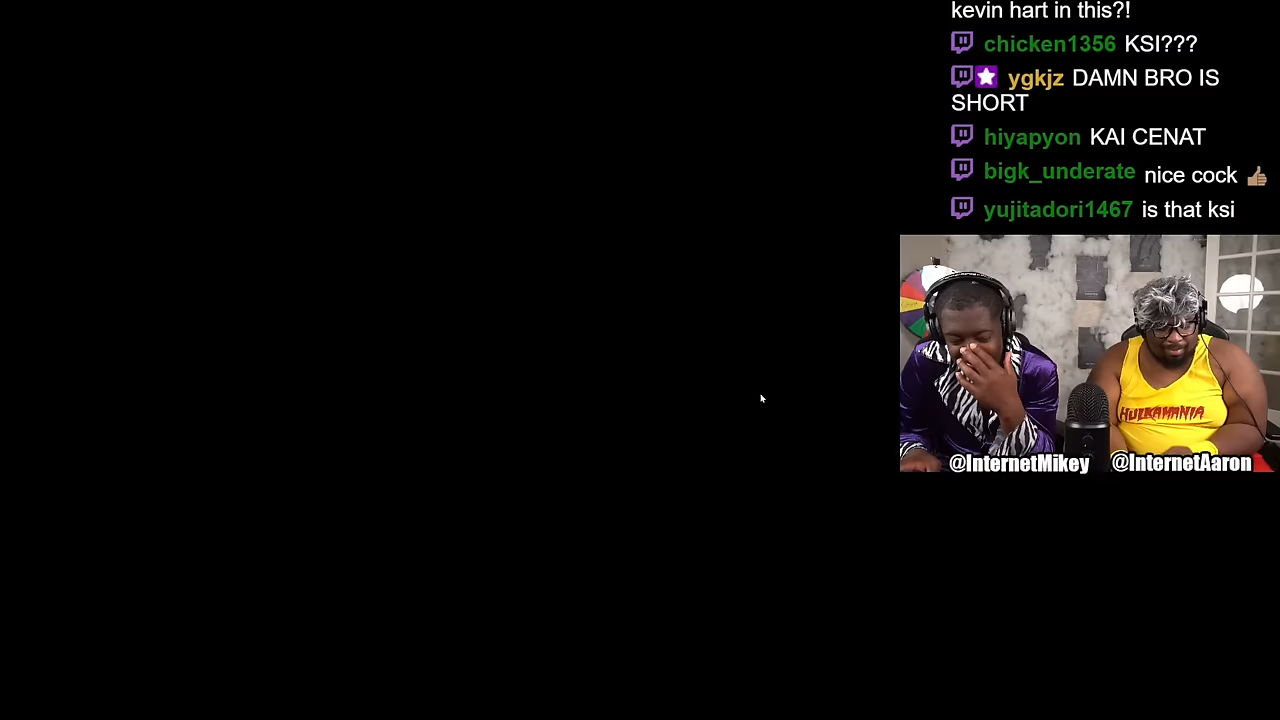 kevin hart in this?!
chicken1356 KSI???
ygkjz DAMN BRO IS
SHORT
hiyapyon KAI CENAT
bigk_underate nice cock 👍🏽
yujitadori1467 is that ksi
HULKAMANIA
@InternetMikey @InternetAaron